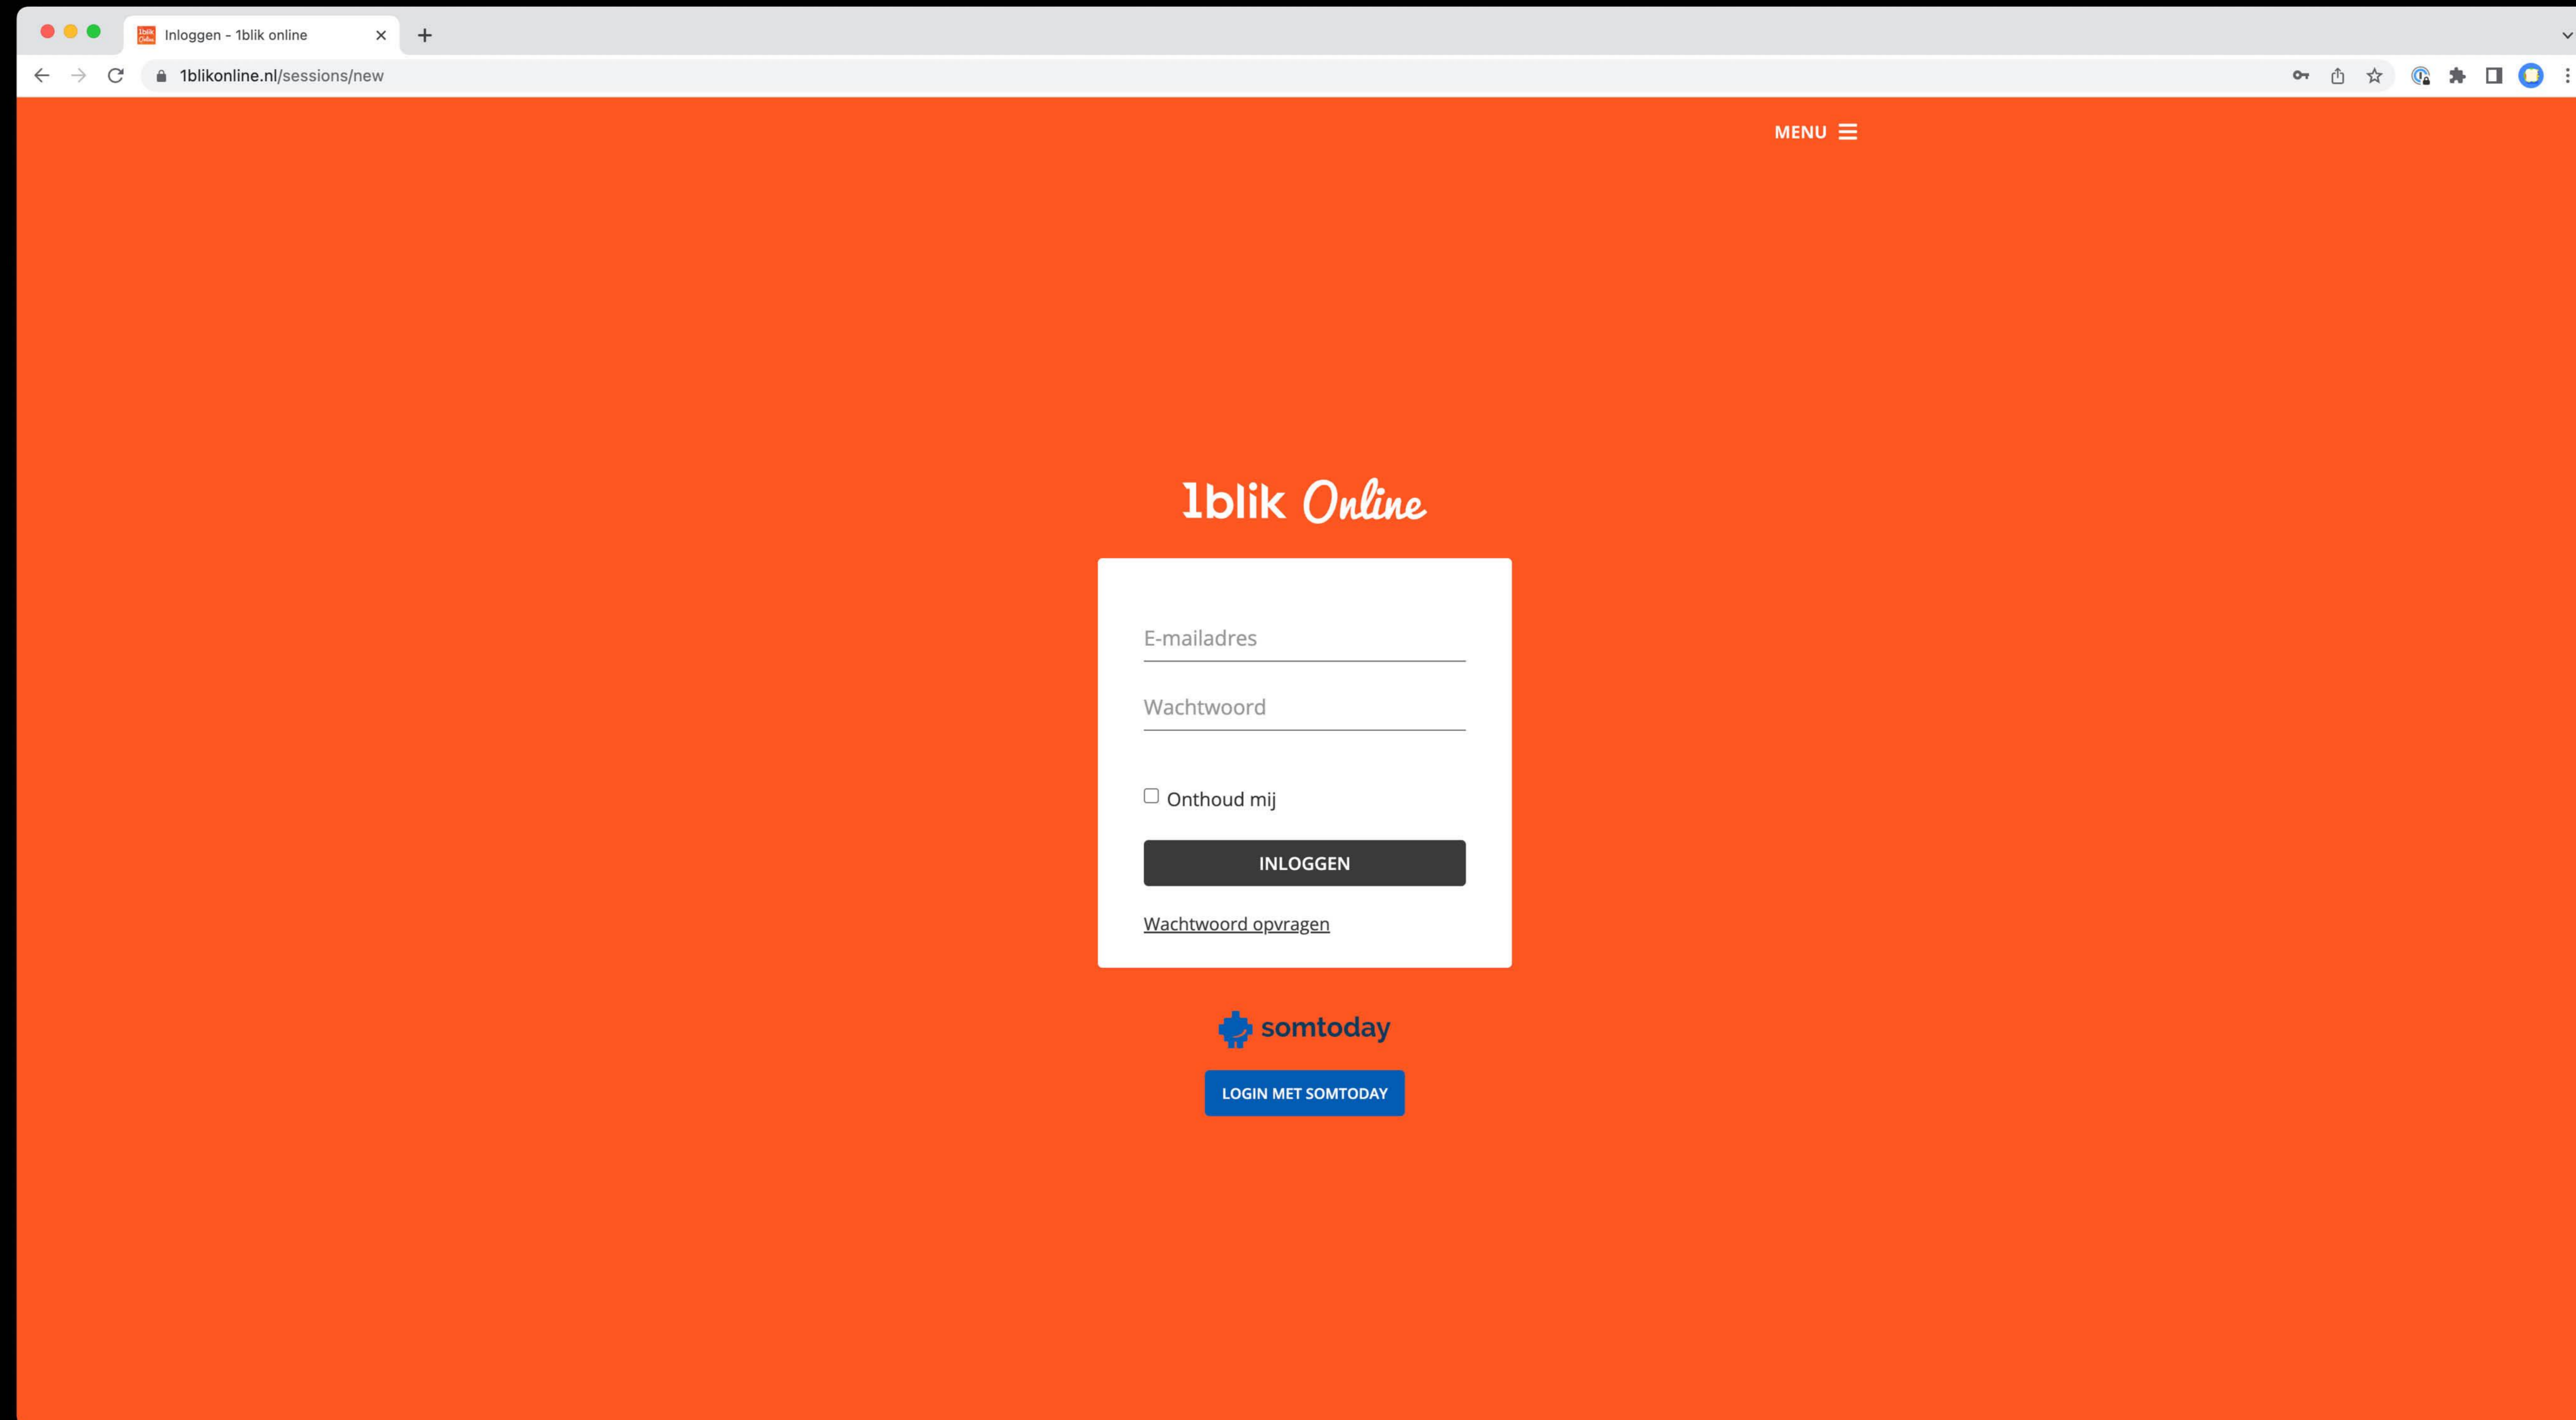 Inloggen - 1blik online
1blikonline.nl/sessions/new
MENU
1blik Online
E-mailadres
Wachtwoord
Onthoud mij
INLOGGEN
Wachtwoord opvragen
somtoday
LOGIN MET SOMTODAY